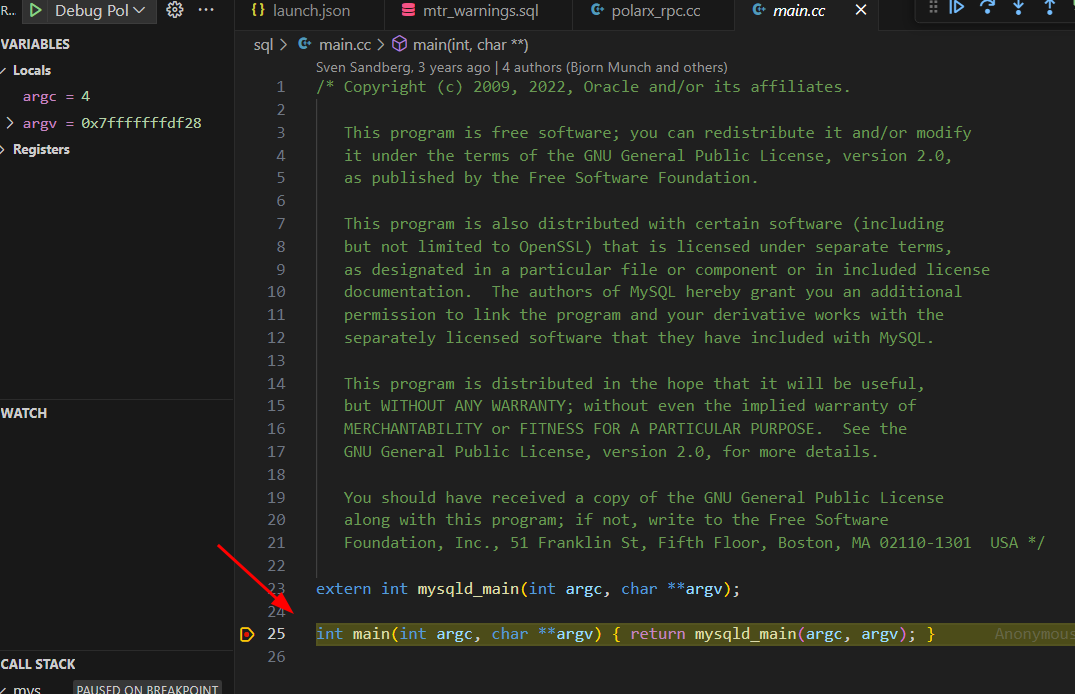 R... Debug Pol ...
launch.json mtr_warnings.sql polarx_rpc.cc main.cc
VARIABLES
Locals
argc = 4
argv = 0x7fffffffdf28
Registers
WATCH
CALL STACK
mys PAUSED ON BREAKPOINT
sql > main.cc > main(int, char **)
Sven Sandberg, 3 years ago | 4 authors (Bjorn Munch and others)
1 /* Copyright (c) 2009, 2022, Oracle and/or its affiliates.
2
3 This program is free software; you can redistribute it and/or modify
4 it under the terms of the GNU General Public License, version 2.0,
5 as published by the Free Software Foundation.
6
7 This program is also distributed with certain software (including
8 but not limited to OpenSSL) that is licensed under separate terms,
9 as designated in a particular file or component or in included license
10 documentation.  The authors of MySQL hereby grant you an additional
11 permission to link the program and your derivative works with the
12 separately licensed software that they have included with MySQL.
13
14 This program is distributed in the hope that it will be useful,
15 but WITHOUT ANY WARRANTY; without even the implied warranty of
16 MERCHANTABILITY or FITNESS FOR A PARTICULAR PURPOSE.  See the
17 GNU General Public License, version 2.0, for more details.
18
19 You should have received a copy of the GNU General Public License
20 along with this program; if not, write to the Free Software
21 Foundation, Inc., 51 Franklin St, Fifth Floor, Boston, MA 02110-1301  USA */
22
23 extern int mysqld_main(int argc, char **argv);
24
25 int main(int argc, char **argv) { return mysqld_main(argc, argv); } Anonymous
26